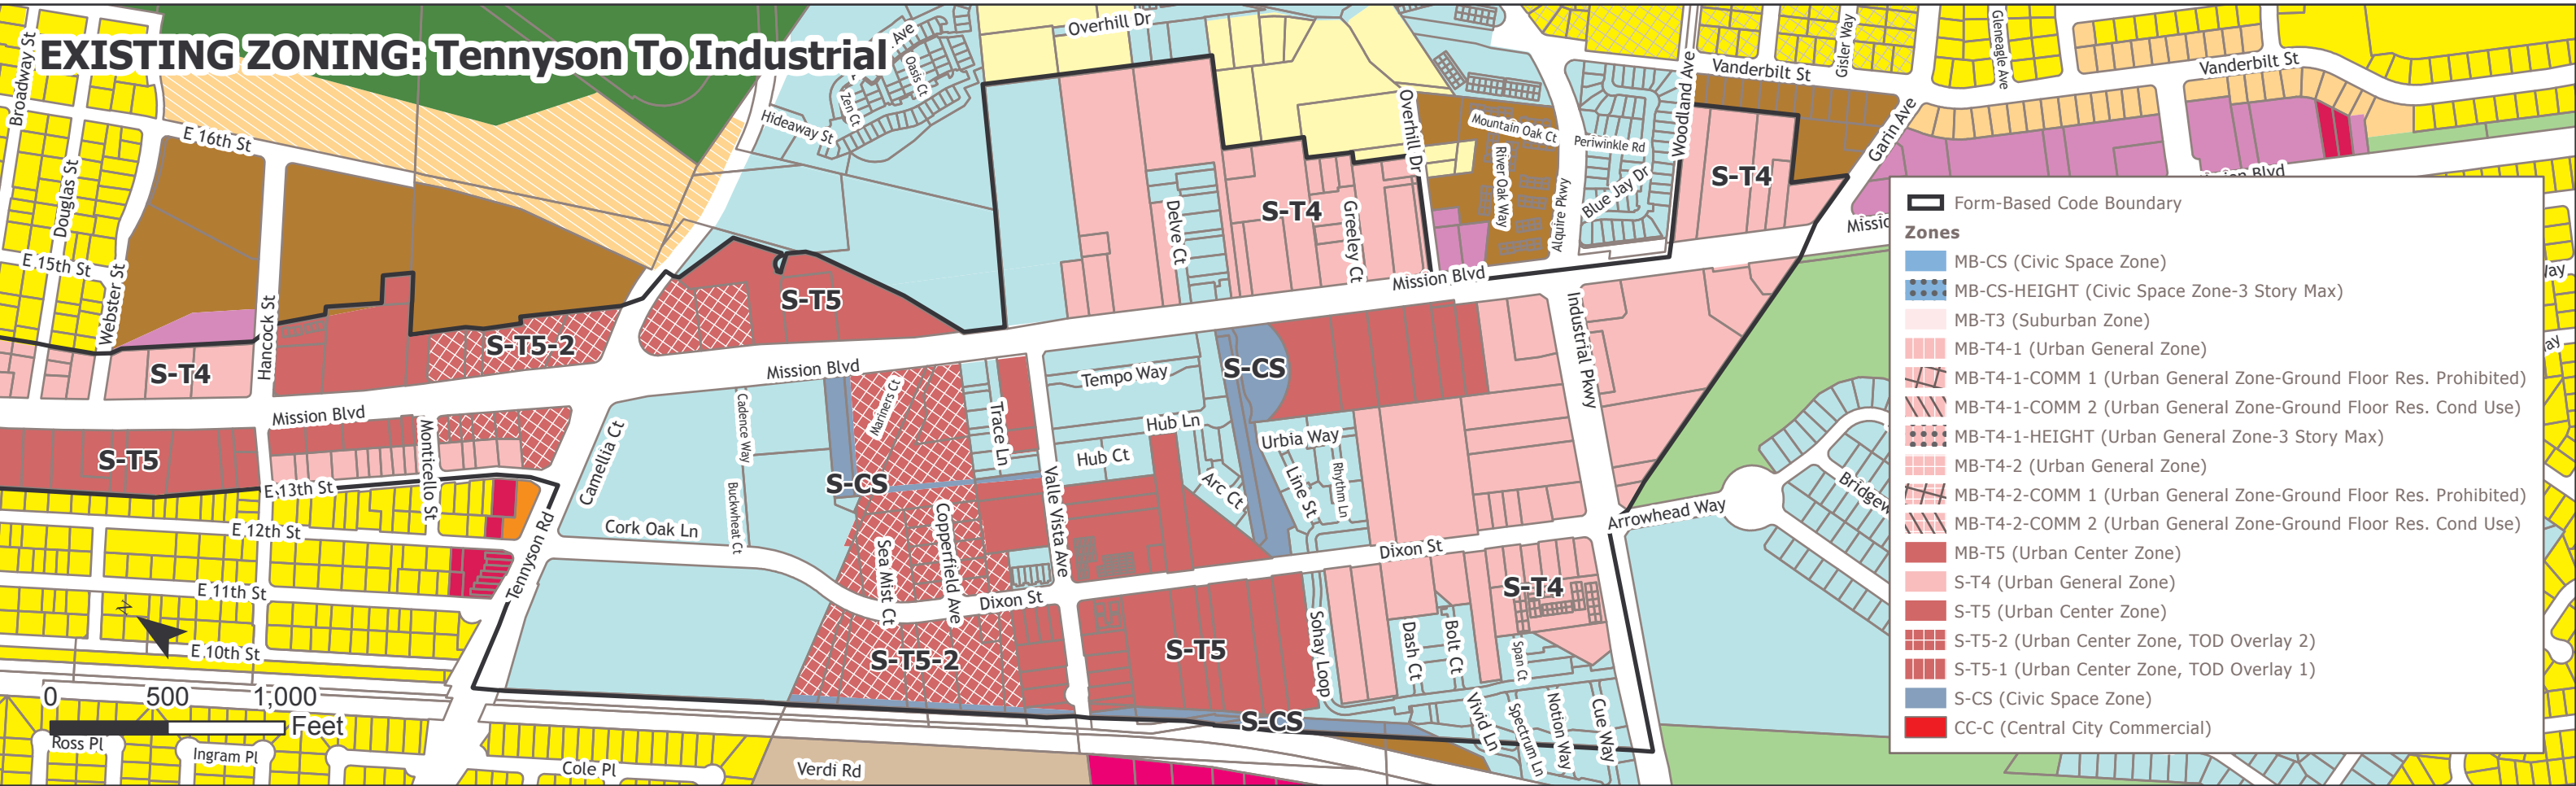 EXISTING ZONING: Tennyson To Industrial
Broadway St
Douglas St
E 16th St
E 15th St
Webster St
Hancock St
S-T4
S-T5-2
S-T5
Mission Blvd
Hideaway St
Zen Ct
Oasis Ct
Ave
Overhill Dr
Overhill Dr
Delve Ct
S-T4
Greeley Ct
Mission Blvd
Mountain Oak Ct
River Oak Way
Alquire Pkwy
Periwinkle Rd
Blue Jay Dr
Woodland Ave
S-T4
Vanderbilt St
Gisler Way
Gleneagle Ave
Garin Ave
Vanderbilt St
Missio
Mission Blvd
S-T5
Monticello St
E 13th St
E 12th St
E 11th St
E 10th St
N
Tennyson Rd
Camellia Ct
Cork Oak Ln
Cadence Way
Buckwheat Ct
Mission Blvd
Mariners Ct
S-CS
Sea Mist Ct
Copperfield Ave
Trace Ln
Valle Vista Ave
Dixon St
S-T5-2
Tempo Way
Hub Ln
Hub Ct
Arc Ct
S-CS
Urbia Way
Line St
Rhythm Ln
Dixon St
S-T5
Sohay Loop
Dash Ct
Bolt Ct
S-T4
Span Ct
Vivid Ln
Spectrum Ln
Notion Way
Cue Way
S-CS
Industrial Pkwy
Arrowhead Way
Bridgew
0 500 1,000
Feet
Ross Pl
Ingram Pl
Cole Pl
Verdi Rd
Form-Based Code Boundary
Zones
MB-CS (Civic Space Zone)
MB-CS-HEIGHT (Civic Space Zone-3 Story Max)
MB-T3 (Suburban Zone)
MB-T4-1 (Urban General Zone)
MB-T4-1-COMM 1 (Urban General Zone-Ground Floor Res. Prohibited)
MB-T4-1-COMM 2 (Urban General Zone-Ground Floor Res. Cond Use)
MB-T4-1-HEIGHT (Urban General Zone-3 Story Max)
MB-T4-2 (Urban General Zone)
MB-T4-2-COMM 1 (Urban General Zone-Ground Floor Res. Prohibited)
MB-T4-2-COMM 2 (Urban General Zone-Ground Floor Res. Cond Use)
MB-T5 (Urban Center Zone)
S-T4 (Urban General Zone)
S-T5 (Urban Center Zone)
S-T5-2 (Urban Center Zone, TOD Overlay 2)
S-T5-1 (Urban Center Zone, TOD Overlay 1)
S-CS (Civic Space Zone)
CC-C (Central City Commercial)